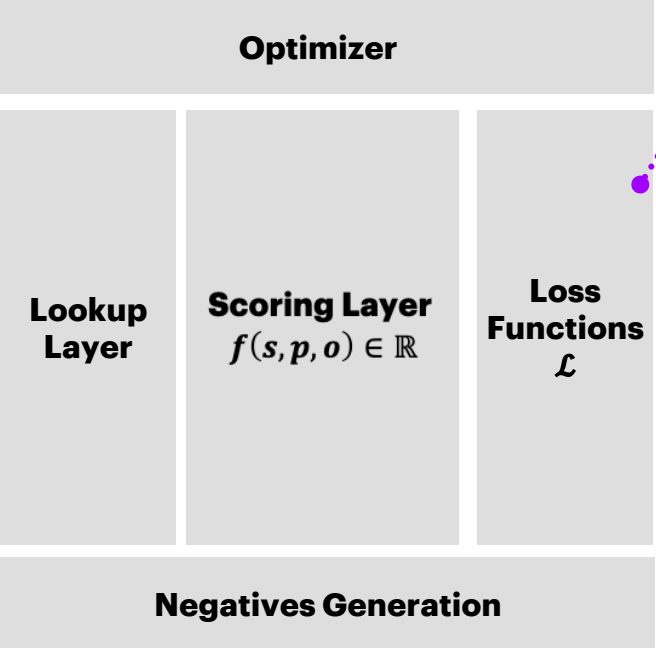 Optimizer
Lookup
Layer
Scoring Layer
f(s,p,o) ∈ ℝ
Loss
Functions
ℒ
Negatives Generation